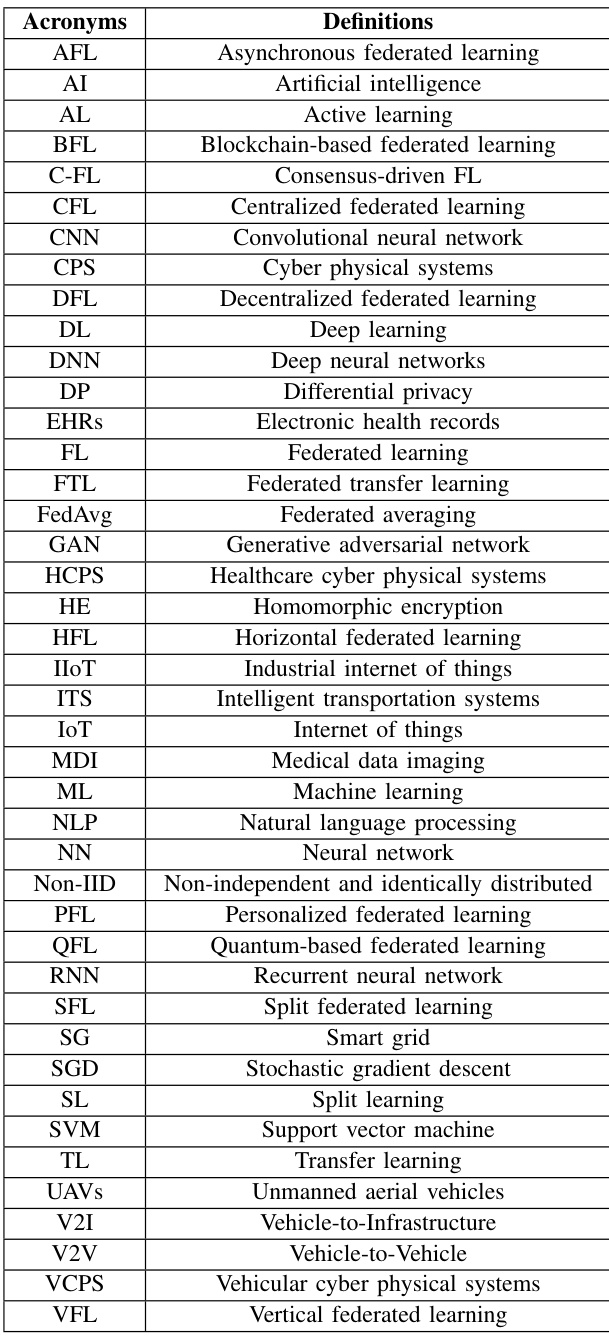 Acronyms Definitions
AFL Asynchronous federated learning
AI Artificial intelligence
AL Active learning
BFL Blockchain-based federated learning
C-FL Consensus-driven FL
CFL Centralized federated learning
CNN Convolutional neural network
CPS Cyber physical systems
DFL Decentralized federated learning
DL Deep learning
DNN Deep neural networks
DP Differential privacy
EHRs Electronic health records
FL Federated learning
FTL Federated transfer learning
FedAvg Federated averaging
GAN Generative adversarial network
HCPS Healthcare cyber physical systems
HE Homomorphic encryption
HFL Horizontal federated learning
IIoT Industrial internet of things
ITS Intelligent transportation systems
IoT Internet of things
MDI Medical data imaging
ML Machine learning
NLP Natural language processing
NN Neural network
Non-IID Non-independent and identically distributed
PFL Personalized federated learning
QFL Quantum-based federated learning
RNN Recurrent neural network
SFL Split federated learning
SG Smart grid
SGD Stochastic gradient descent
SL Split learning
SVM Support vector machine
TL Transfer learning
UAVs Unmanned aerial vehicles
V2I Vehicle-to-Infrastructure
V2V Vehicle-to-Vehicle
VCPS Vehicular cyber physical systems
VFL Vertical federated learning